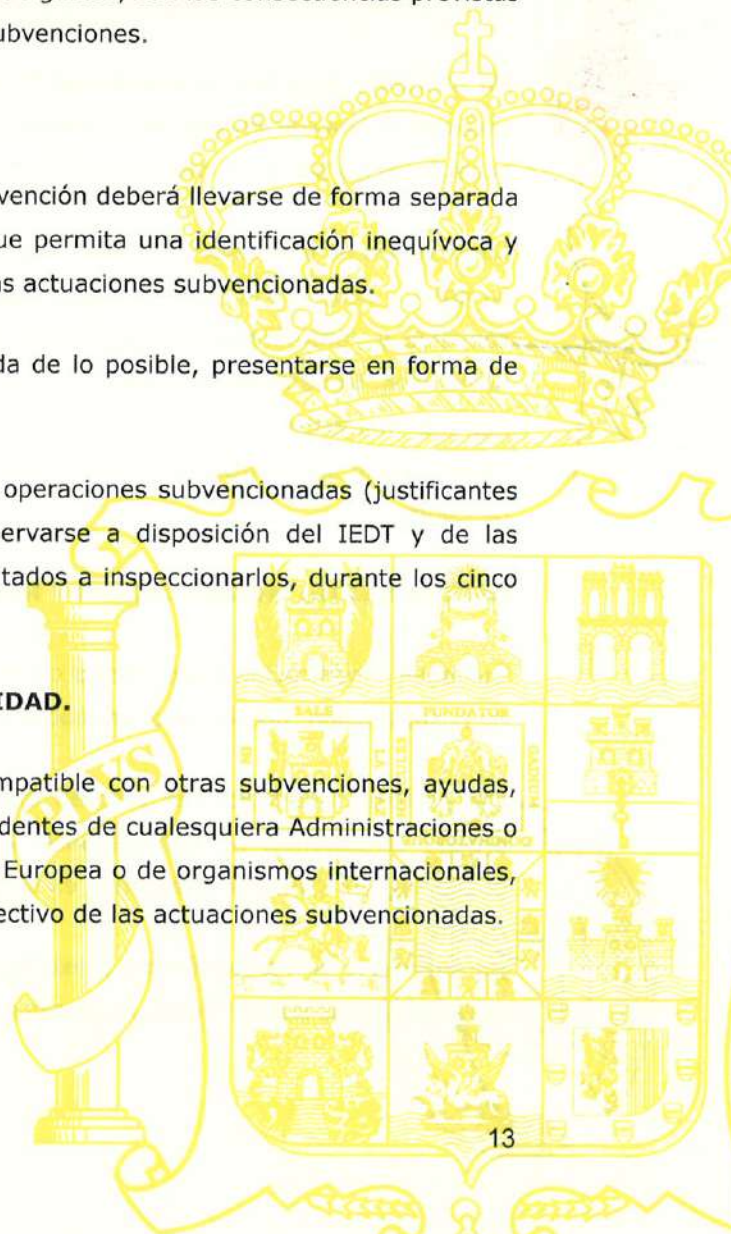 ubvenciones.
vención deberá llevarse de forma separada
ue permita una identificación inequívoca y
as actuaciones subvencionadas.
da de lo posible, presentarse en forma de
operaciones subvencionadas (justificantes
ervarse a disposición del IEDT y de las
tados a inspeccionarlos, durante los cinco
IDAD.
mpatible con otras subvenciones, ayudas,
dentes de cualesquiera Administraciones o
Europea o de organismos internacionales,
ectivo de las actuaciones subvencionadas.
SALE
FUNDATOR
PLVS
13